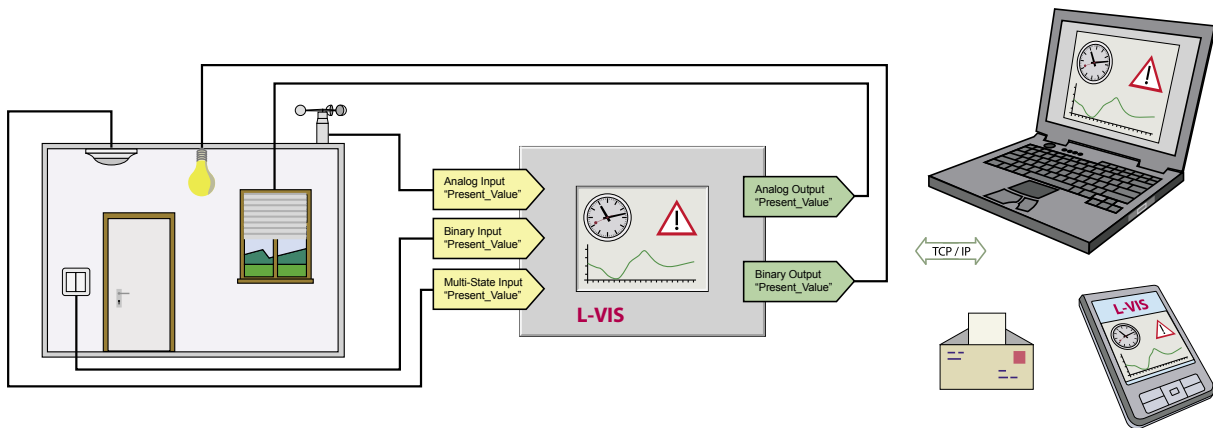 Analog Input
"Present_Value"
Binary Input
"Present_Value"
Multi-State Input
"Present_Value"
L-VIS
Analog Output
"Present_Value"
Binary Output
"Present_Value"
TCP / IP
L-VIS